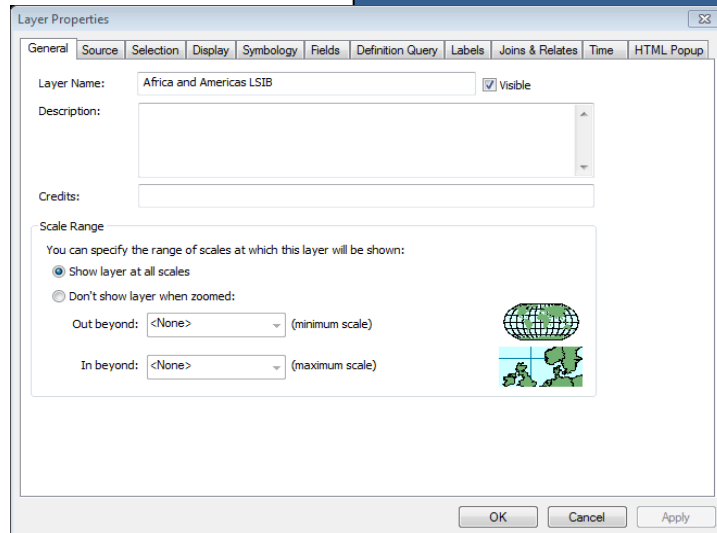 Layer Properties
General Source Selection Display Symbology Fields Definition Query Labels Joins & Relates Time HTML Popup
Layer Name: Africa and Americas LSIB Visible
Description:
Credits:
Scale Range
You can specify the range of scales at which this layer will be shown:
Show layer at all scales
Don't show layer when zoomed:
Out beyond: <None> (minimum scale)
In beyond: <None> (maximum scale)
OK Cancel Apply